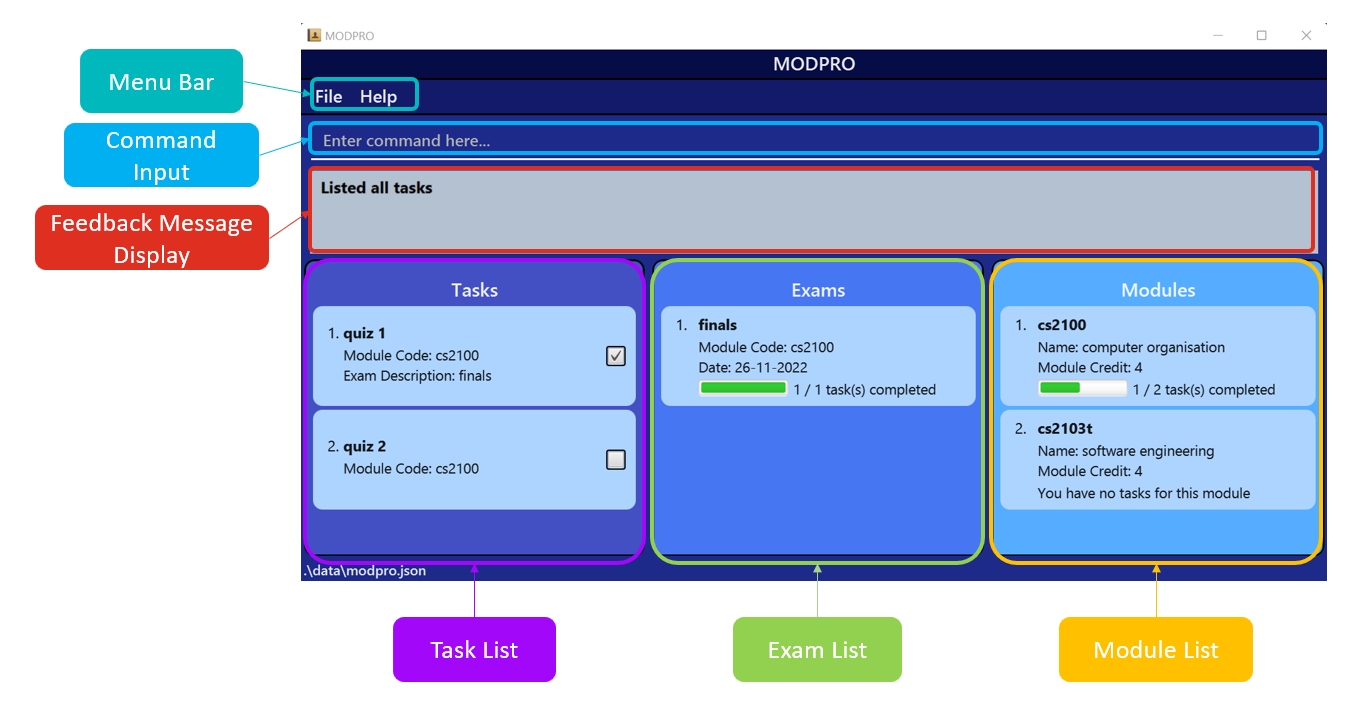 MODPRO
MODPRO
Menu Bar
File Help
Command
Input
Enter command here...
Feedback Message
Display
Listed all tasks
Tasks
1. quiz 1
Module Code: cs2100
Exam Description: finals
2. quiz 2
Module Code: cs2100
Exams
1. finals
Module Code: cs2100
Date: 26-11-2022
1 / 1 task(s) completed
Modules
1. cs2100
Name: computer organisation
Module Credit: 4
1 / 2 task(s) completed
2. cs2103t
Name: software engineering
Module Credit: 4
You have no tasks for this module
.\data\modpro.json
Task List
Exam List
Module List